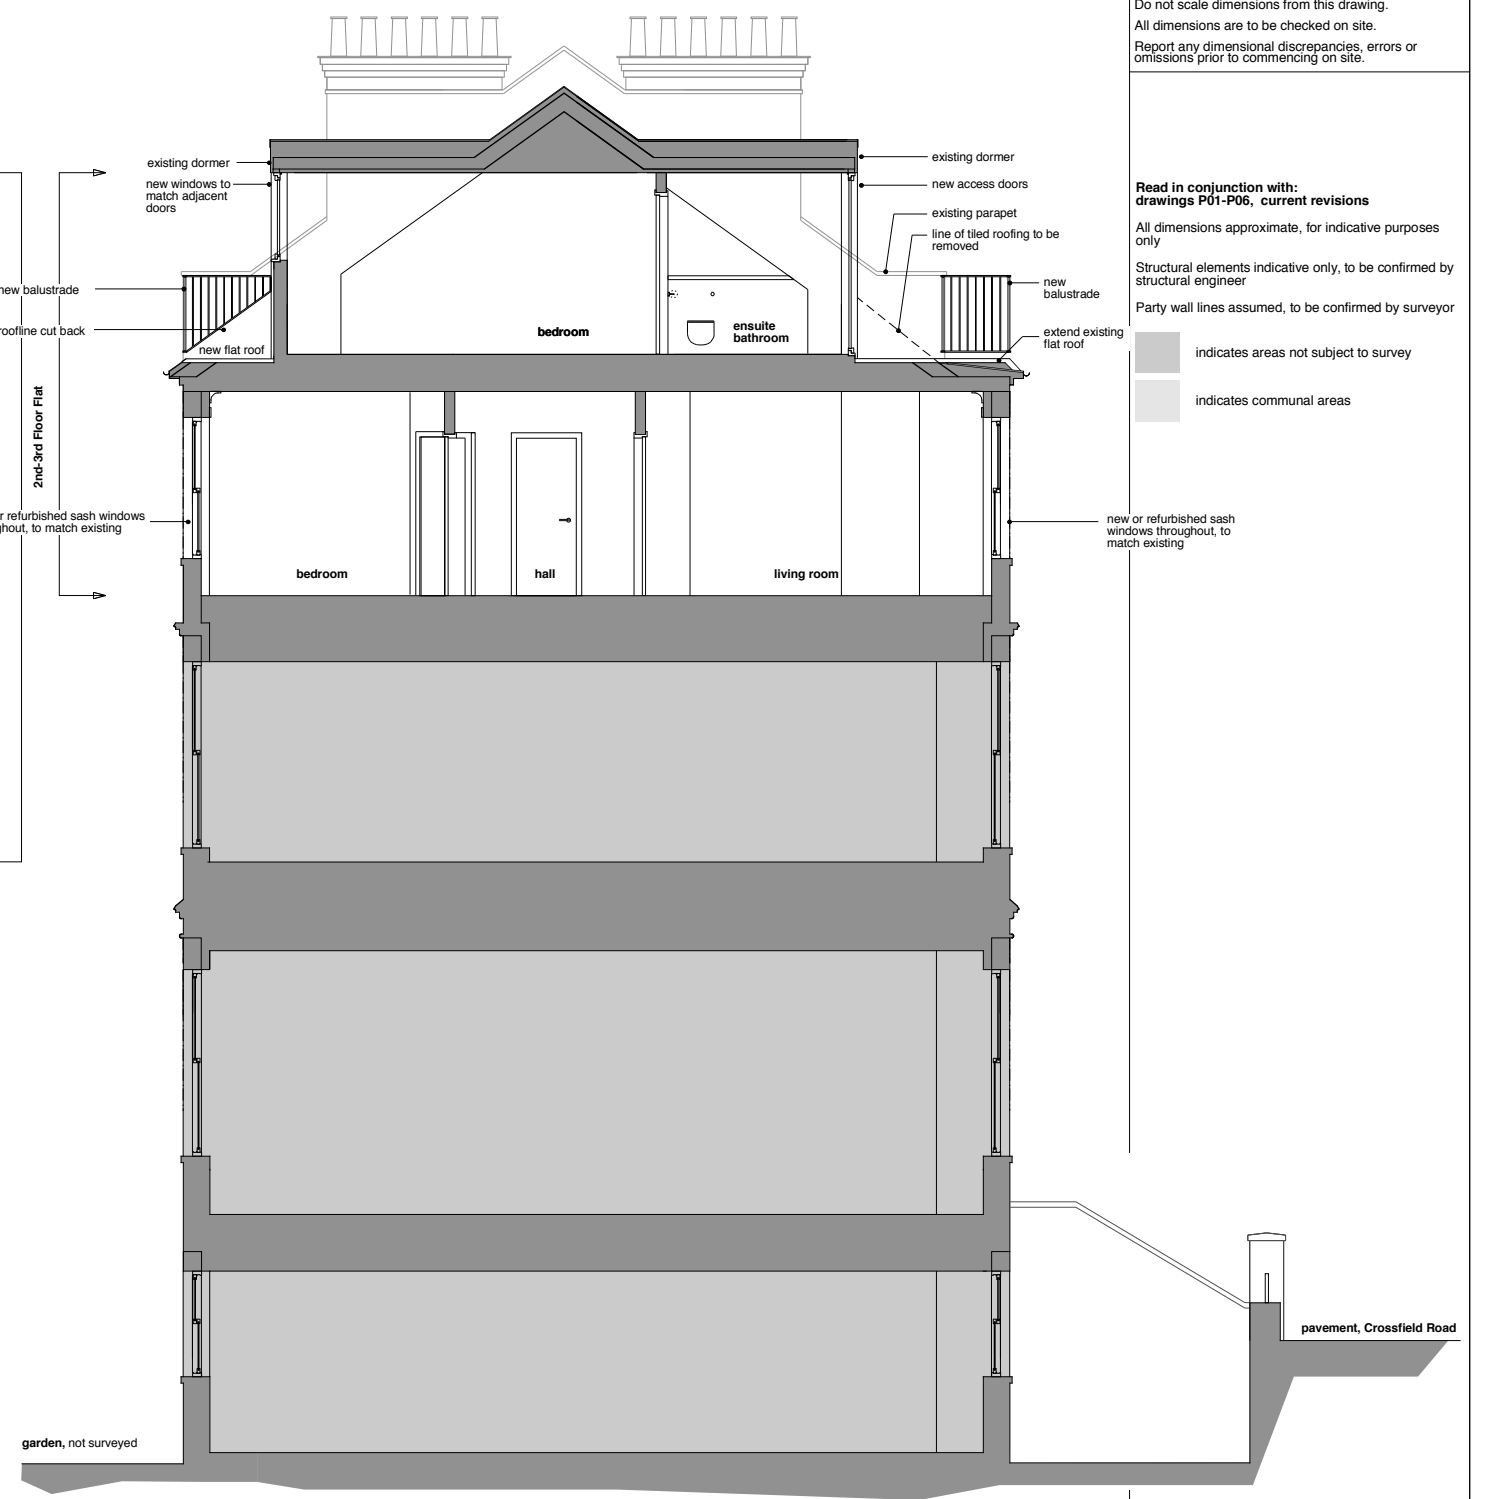 Do not scale dimensions from this drawing.
All dimensions are to be checked on site.
Report any dimensional discrepancies, errors or
omissions prior to commencing on site.
Read in conjunction with:
drawings P01-P06, current revisions
All dimensions approximate, for indicative purposes
only
Structural elements indicative only, to be confirmed by
structural engineer
Party wall lines assumed, to be confirmed by surveyor
indicates areas not subject to survey
indicates communal areas
existing dormer
new windows to
match adjacent
doors
new balustrade
roofline cut back
new flat roof
2nd-3rd Floor Flat
r refurbished sash windows
hout, to match existing
existing dormer
new access doors
existing parapet
line of tiled roofing to be
removed
new
balustrade
extend existing
flat roof
bedroom
ensuite
bathroom
new or refurbished sash
windows throughout, to
match existing
bedroom
hall
living room
pavement, Crossfield Road
garden, not surveyed